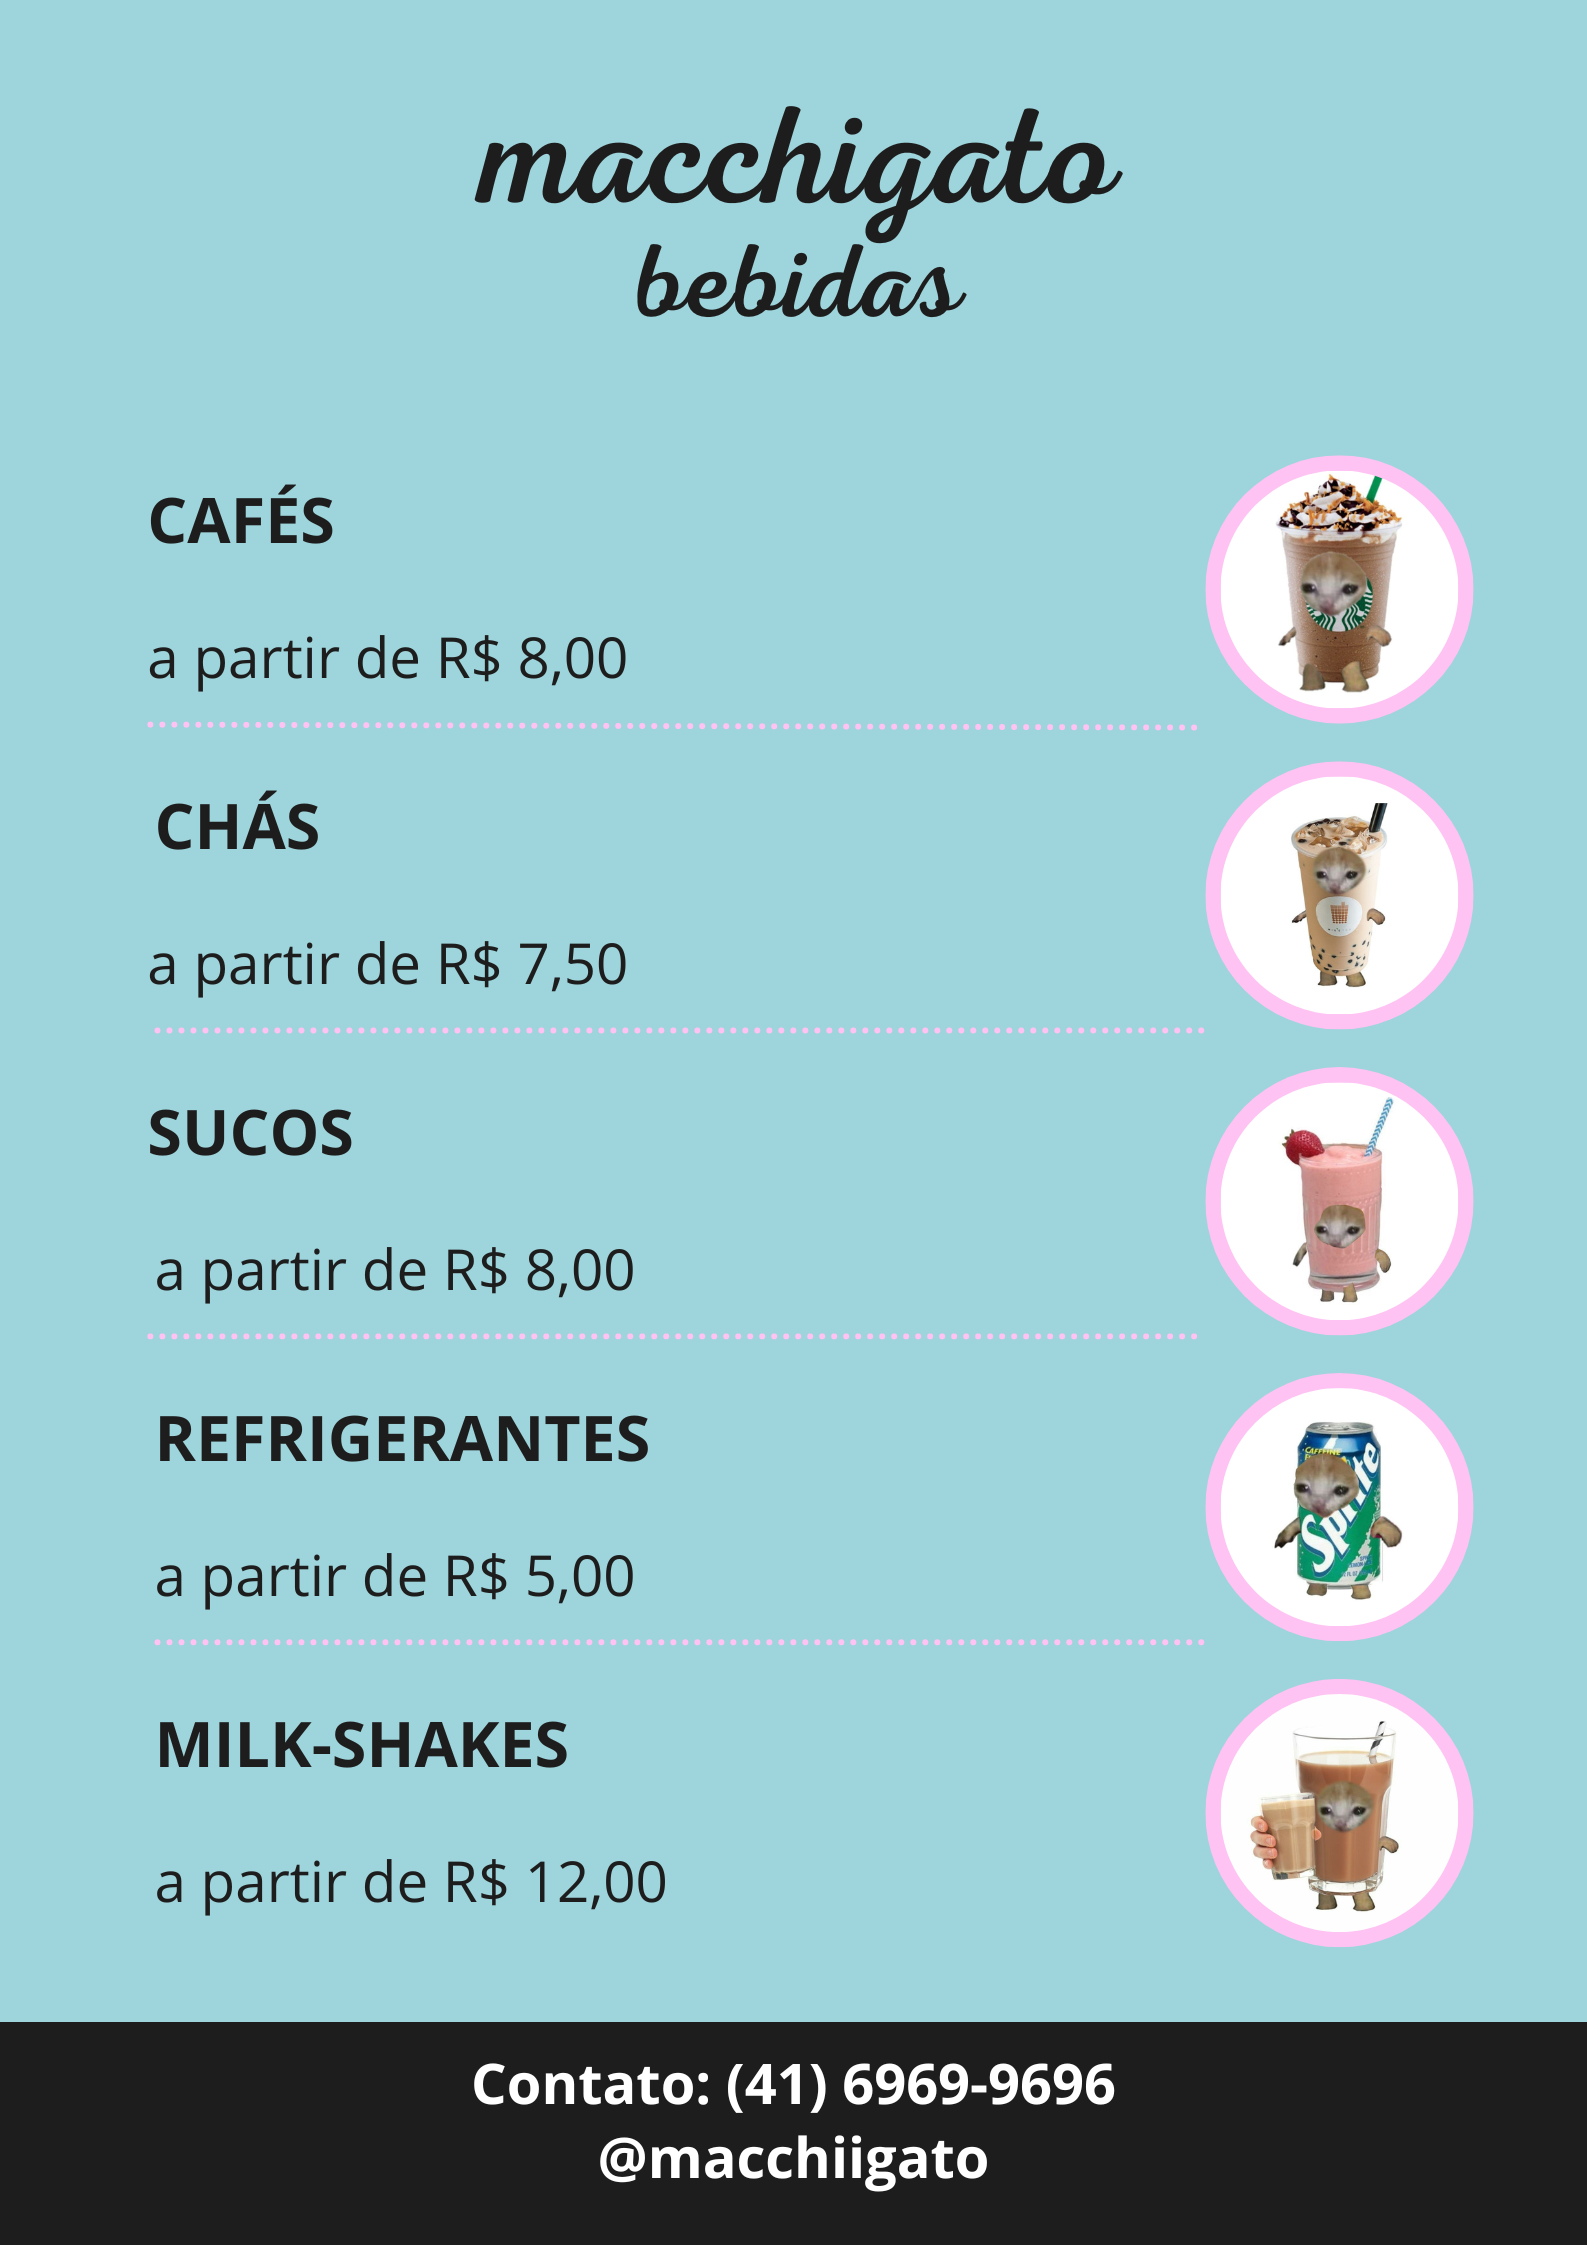 macchigato
bebidas
CAFÉS
a partir de R$ 8,00
CHÁS
a partir de R$ 7,50
SUCOS
a partir de R$ 8,00
REFRIGERANTES
a partir de R$ 5,00
Sprite
MILK-SHAKES
a partir de R$ 12,00
Contato: (41) 6969-9696
@macchiigato